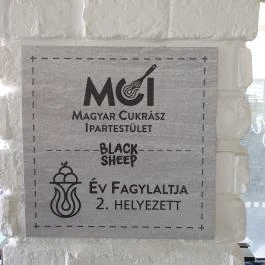 MCI
MAGYAR CUKRÁSZ
IPARTESTÜLET
BLACK
SHEEP
ÉV FAGYLALTJA
2. HELYEZETT